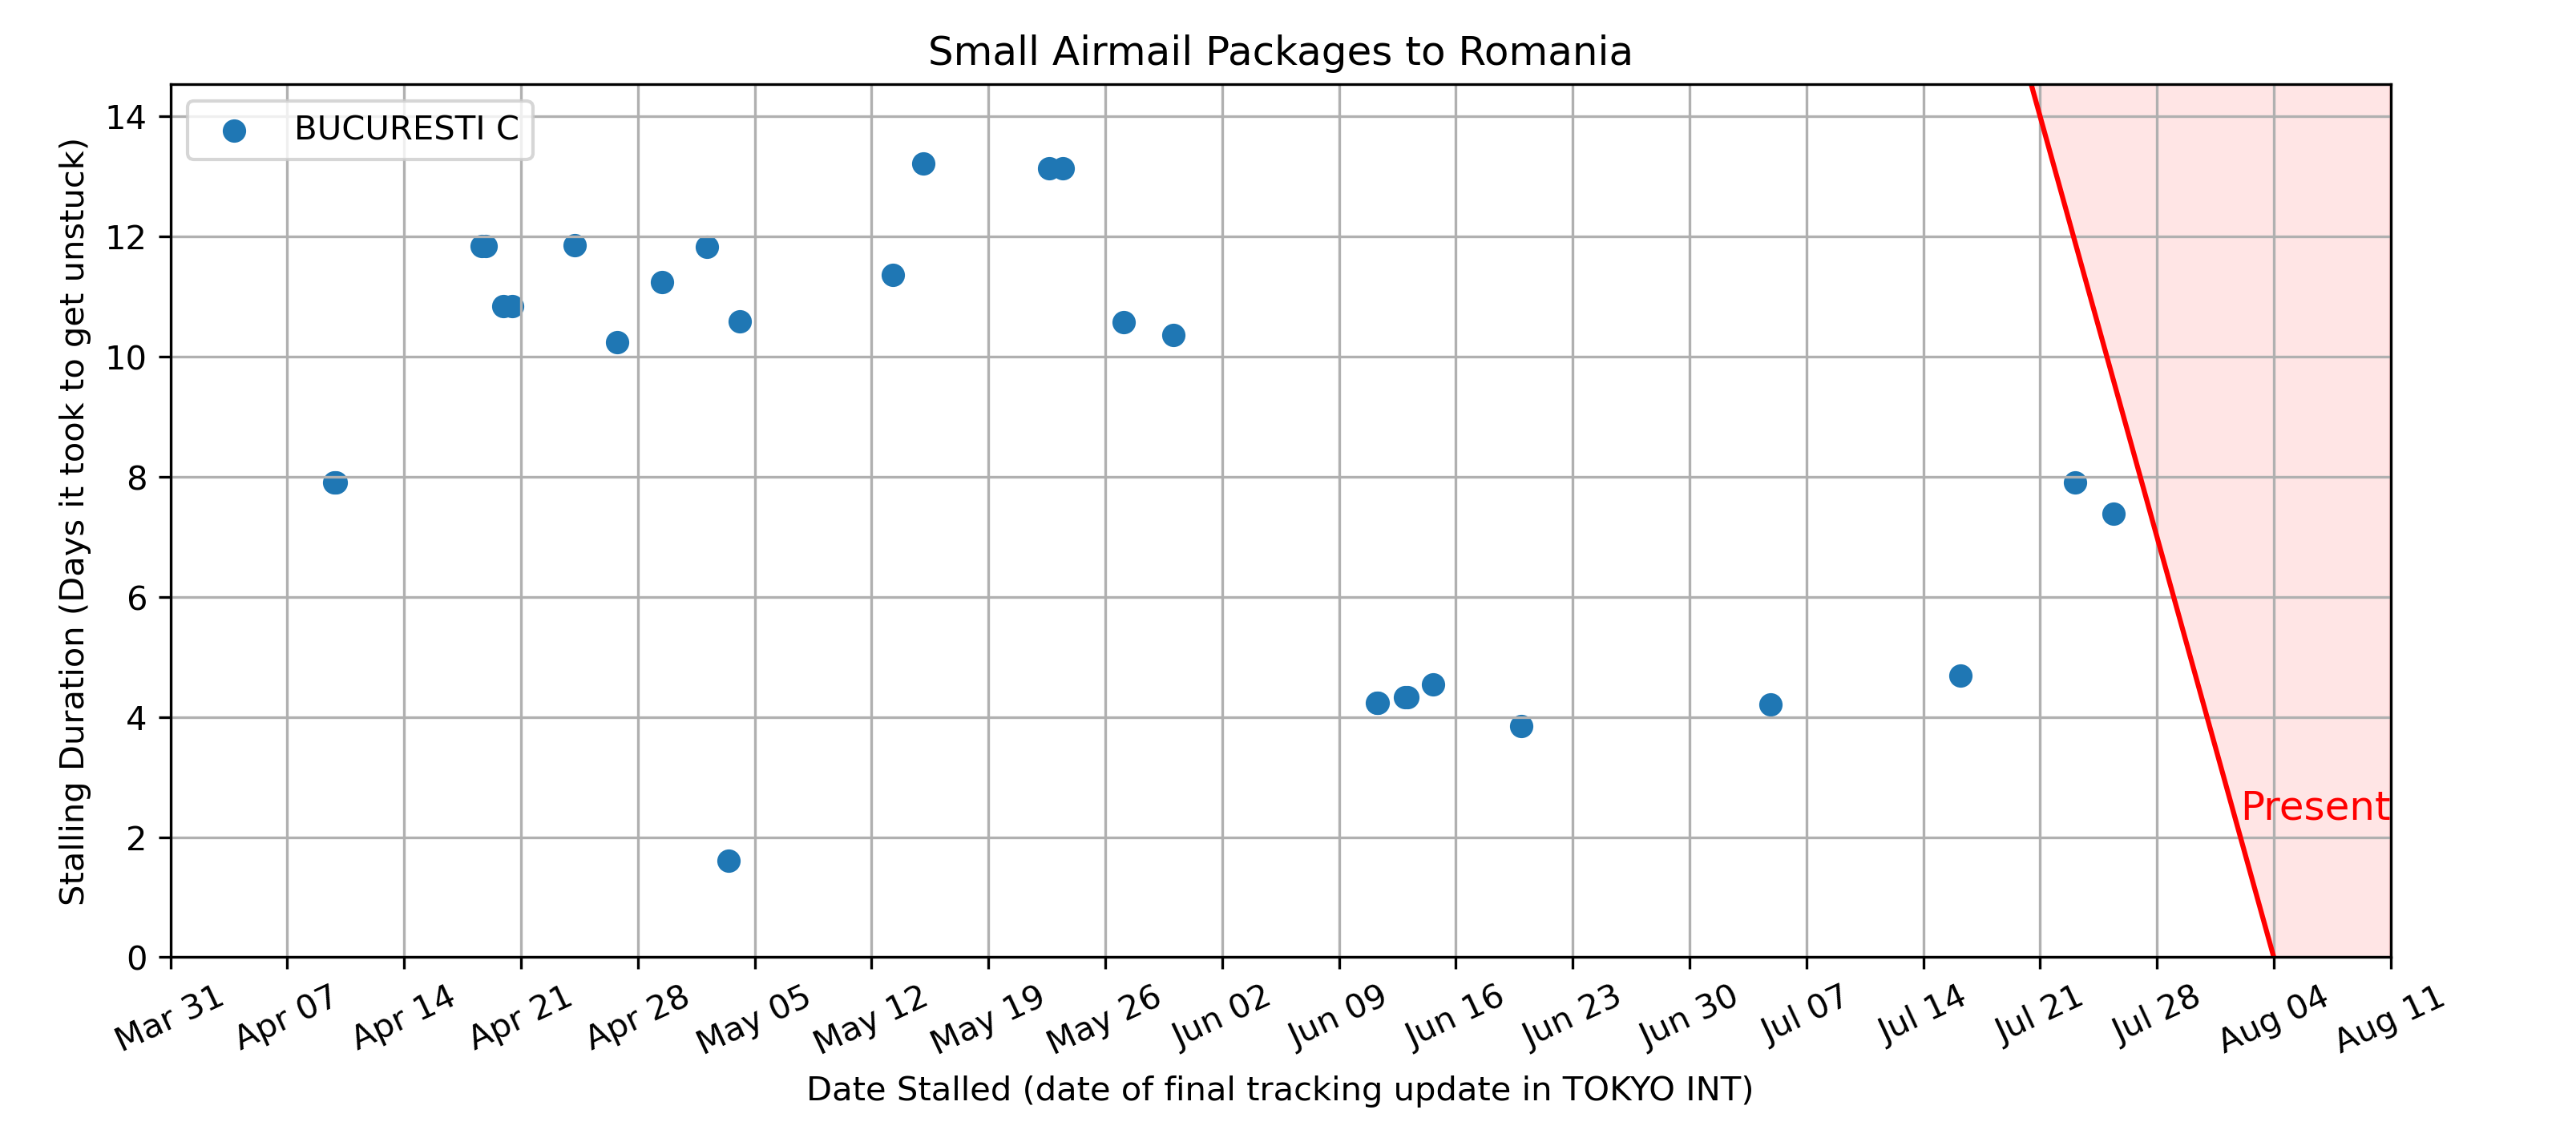 Small Airmail Packages to Romania
BUCURESTI C
Stalling Duration (Days it took to get unstuck)
14
12
10
8
6
4
2
0
Present
Mar 31
Apr 07
Apr 14
Apr 21
Apr 28
May 05
May 12
May 19
May 26
Jun 02
Jun 09
Jun 16
Jun 23
Jun 30
Jul 07
Jul 14
Jul 21
Jul 28
Aug 04
Aug 11
Date Stalled (date of final tracking update in TOKYO INT)